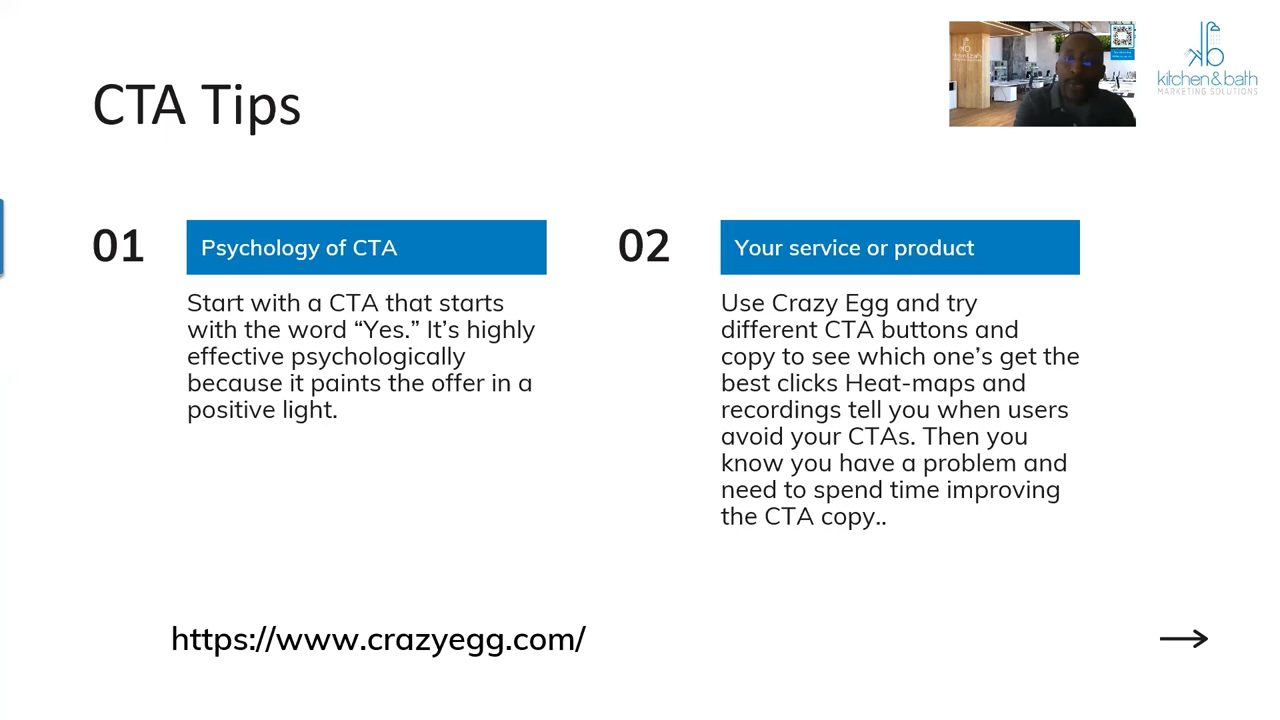 CTA Tips
kitchen & bath
MARKETING SOLUTIONS
01
Psychology of CTA
Start with a CTA that starts
with the word “Yes.” It’s highly
effective psychologically
because it paints the offer in a
positive light.
02
Your service or product
Use Crazy Egg and try
different CTA buttons and
copy to see which one’s get the
best clicks Heat-maps and
recordings tell you when users
avoid your CTAs. Then you
know you have a problem and
need to spend time improving
the CTA copy..
https://www.crazyegg.com/